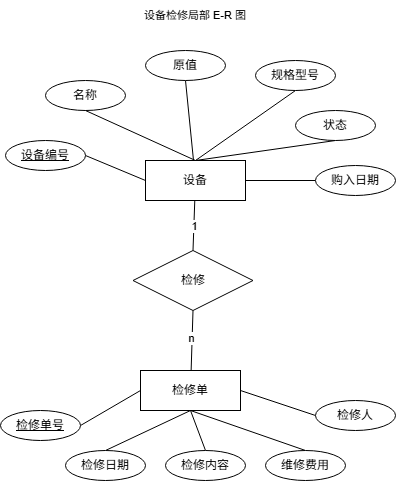 设备检修局部 E-R 图
原值
规格型号
名称
状态
设备编号
设备
购入日期
1
检修
n
检修单
检修单号
检修人
检修日期
检修内容
维修费用